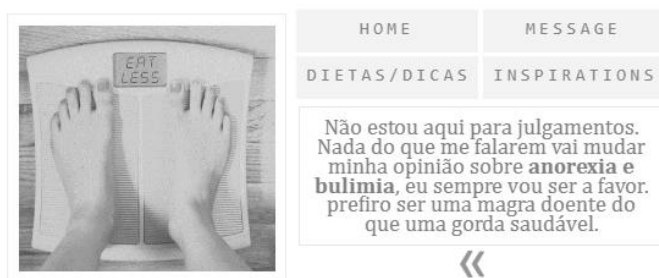 EAT
LESS
HOME
MESSAGE
DIETAS/DICAS
INSPIRATIONS
Não estou aqui para julgamentos.
Nada do que me falarem vai mudar
minha opinião sobre anorexia e
bulimia, eu sempre vou ser a favor.
prefiro ser uma magra doente do
que uma gorda saudável.
«